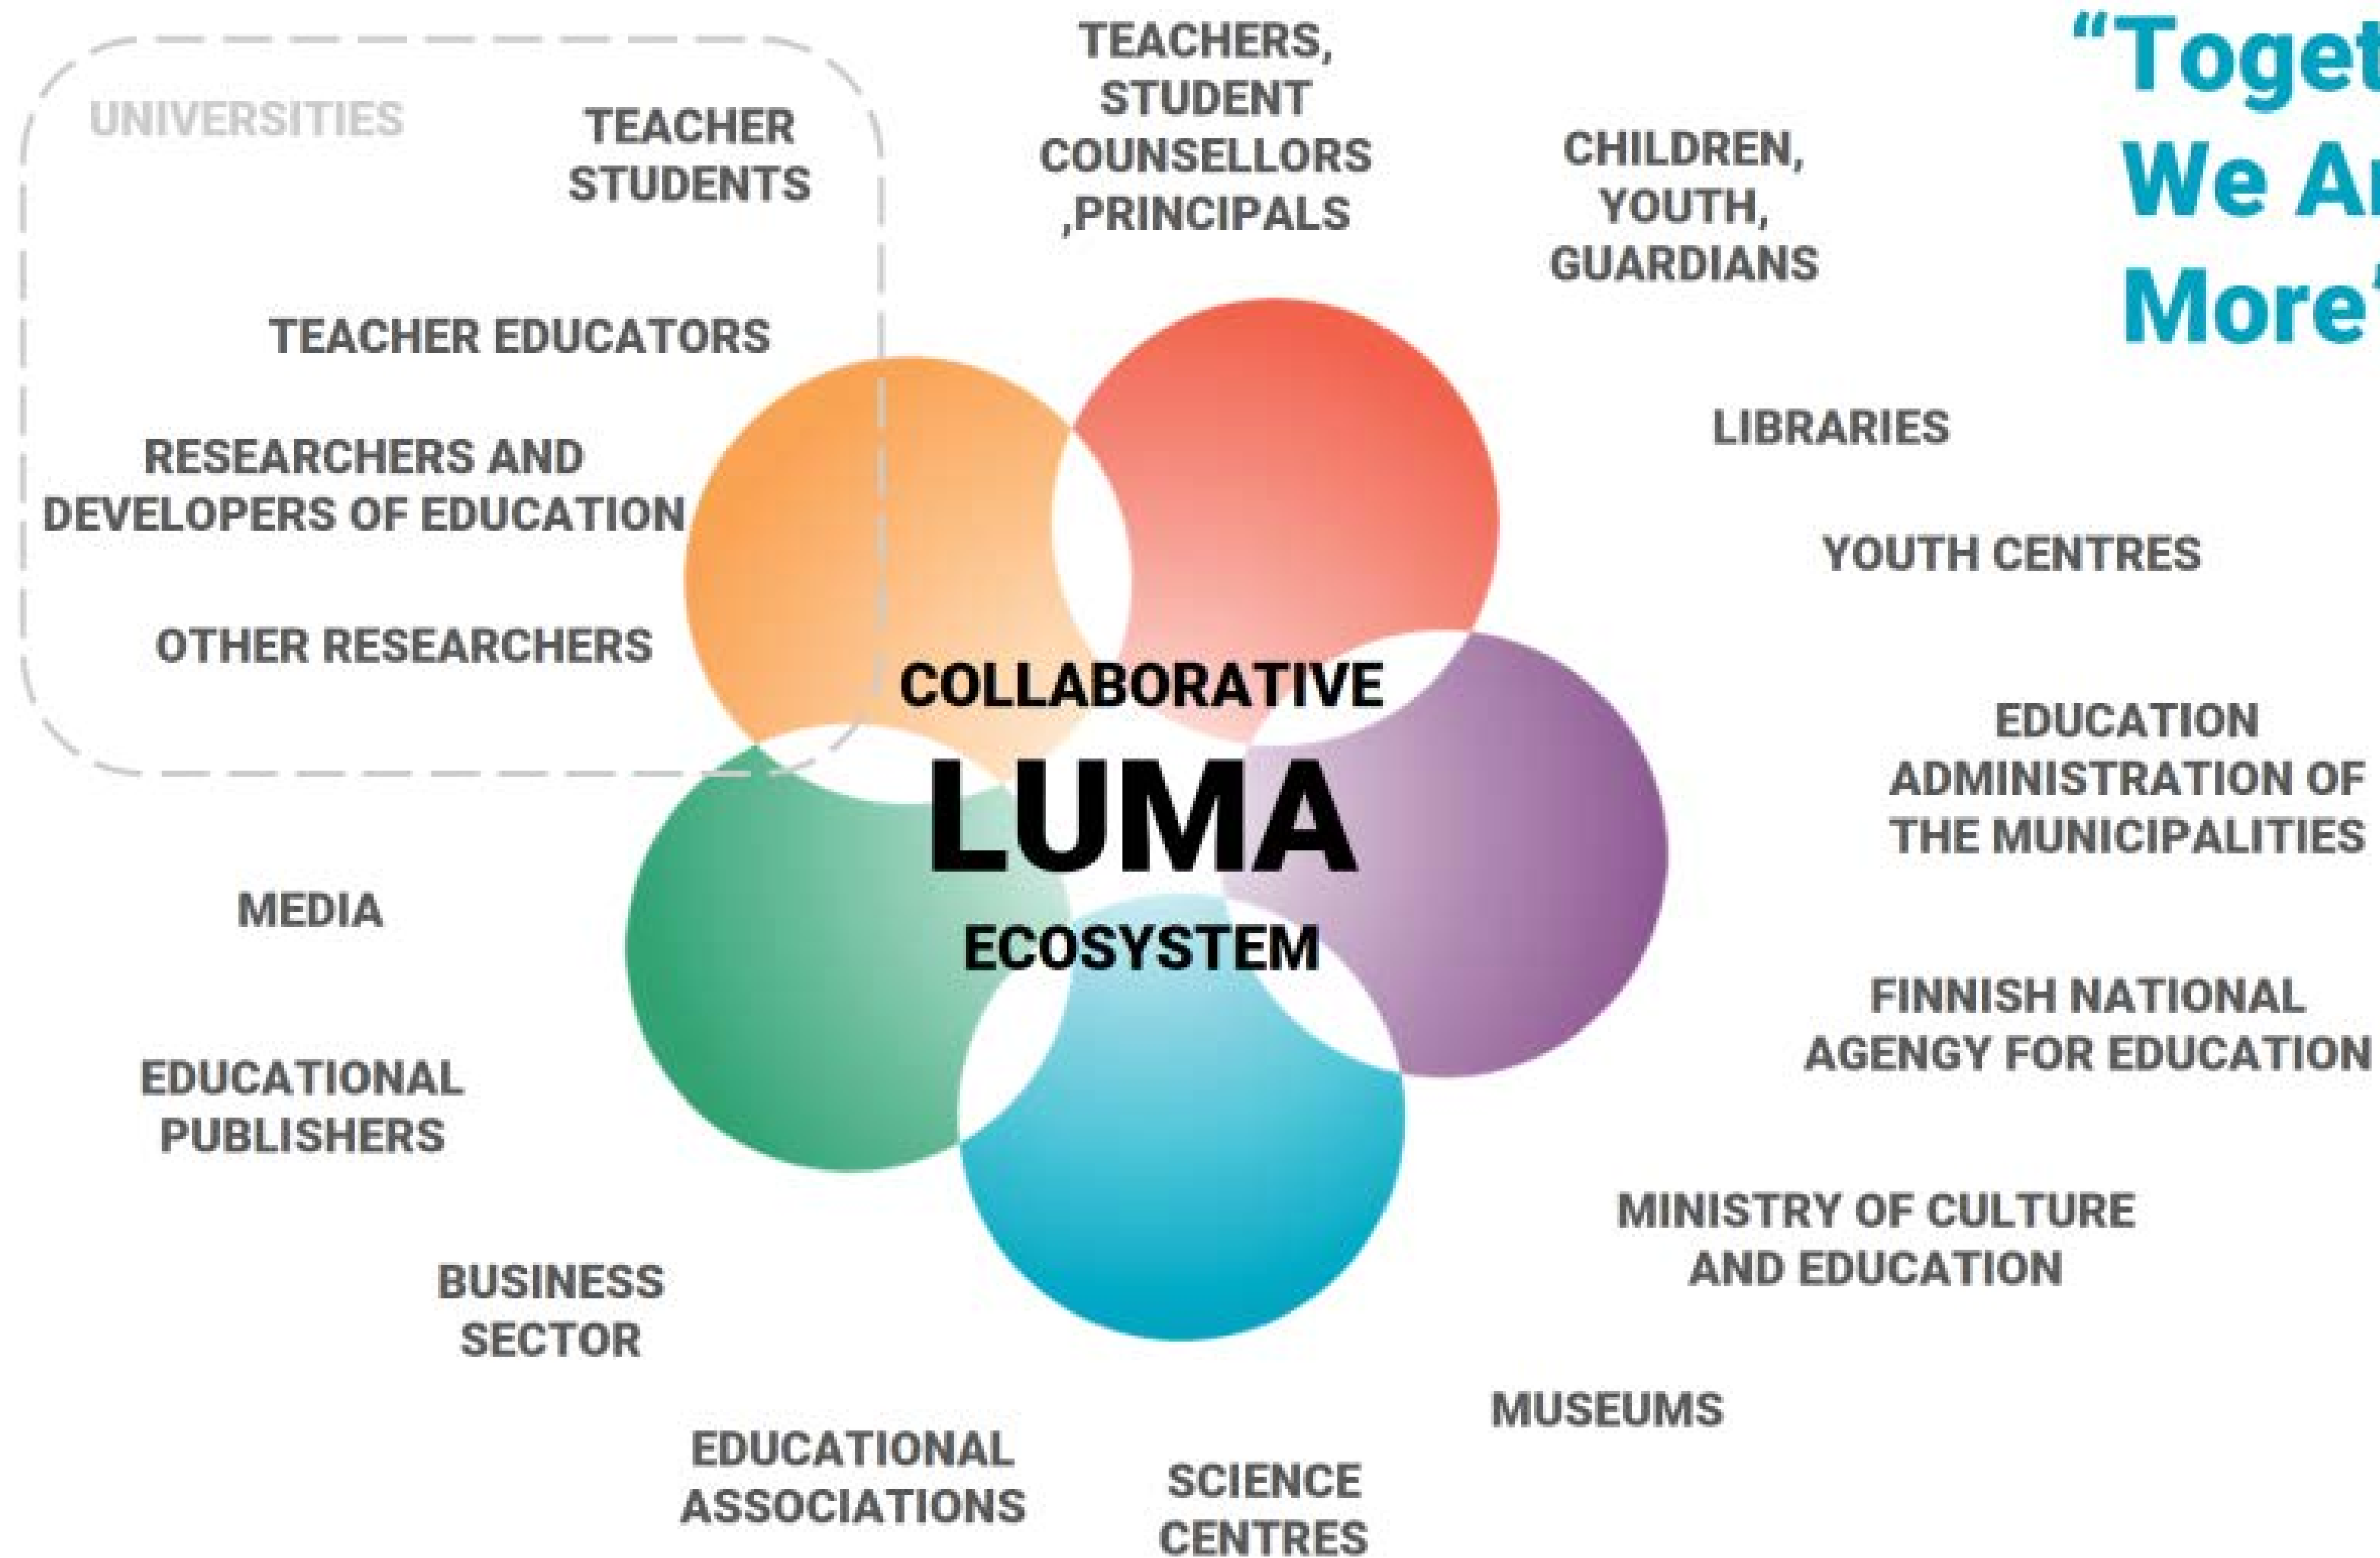 UNIVERSITIES
TEACHER
STUDENTS
TEACHER EDUCATORS
RESEARCHERS AND
DEVELOPERS OF EDUCATION
OTHER RESEARCHERS
TEACHERS,
STUDENT
COUNSELLORS
,PRINCIPALS
CHILDREN,
YOUTH,
GUARDIANS
“Toget
We Ar
More”
LIBRARIES
YOUTH CENTRES
COLLABORATIVE
LUMA
ECOSYSTEM
EDUCATION
ADMINISTRATION OF
THE MUNICIPALITIES
FINNISH NATIONAL
AGENGY FOR EDUCATION
MINISTRY OF CULTURE
AND EDUCATION
MUSEUMS
SCIENCE
CENTRES
EDUCATIONAL
ASSOCIATIONS
BUSINESS
SECTOR
EDUCATIONAL
PUBLISHERS
MEDIA